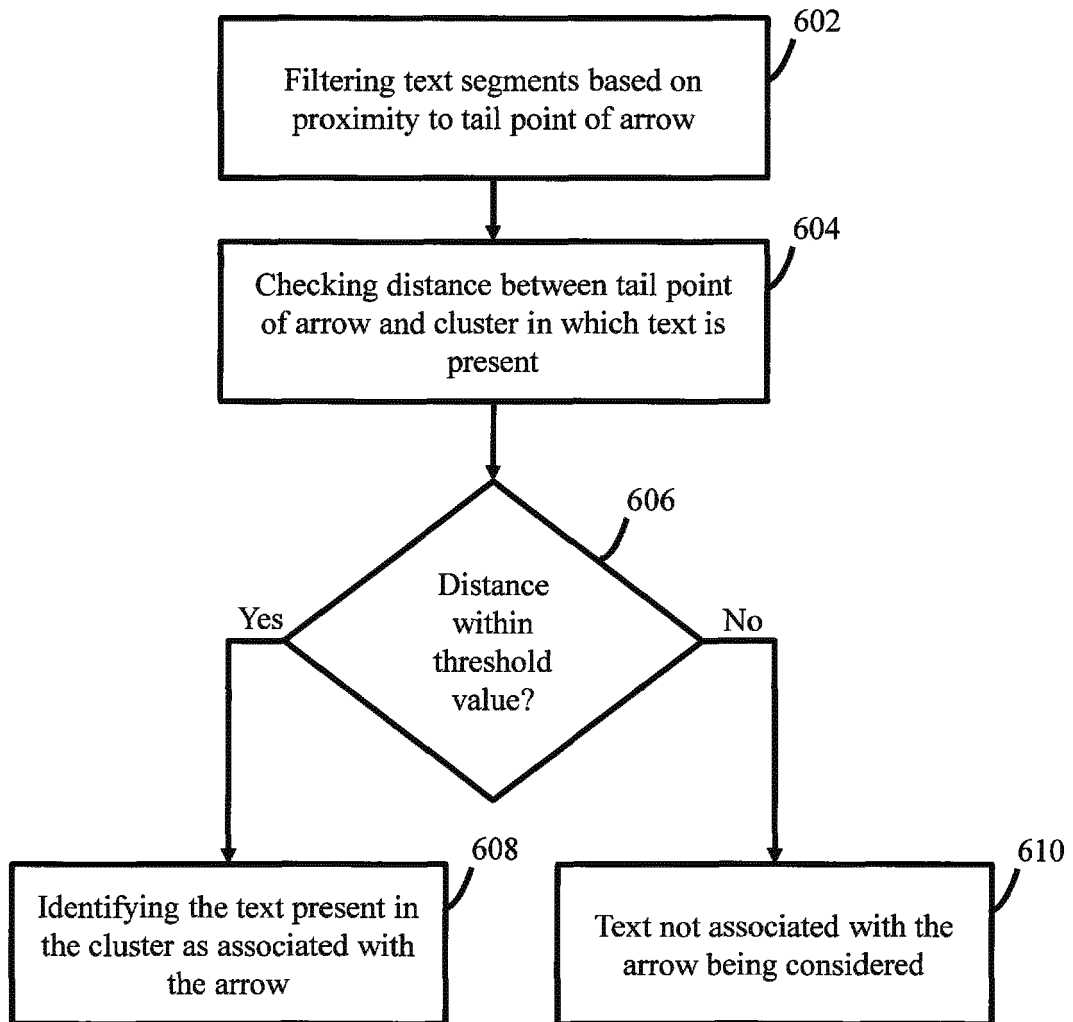 602
Filtering text segments based on
proximity to tail point of arrow
604
Checking distance between tail point
of arrow and cluster in which text is
present
606
Distance
within
threshold
value?
Yes
No
608
Identifying the text present in
the cluster as associated with
the arrow
610
Text not associated with the
arrow being considered